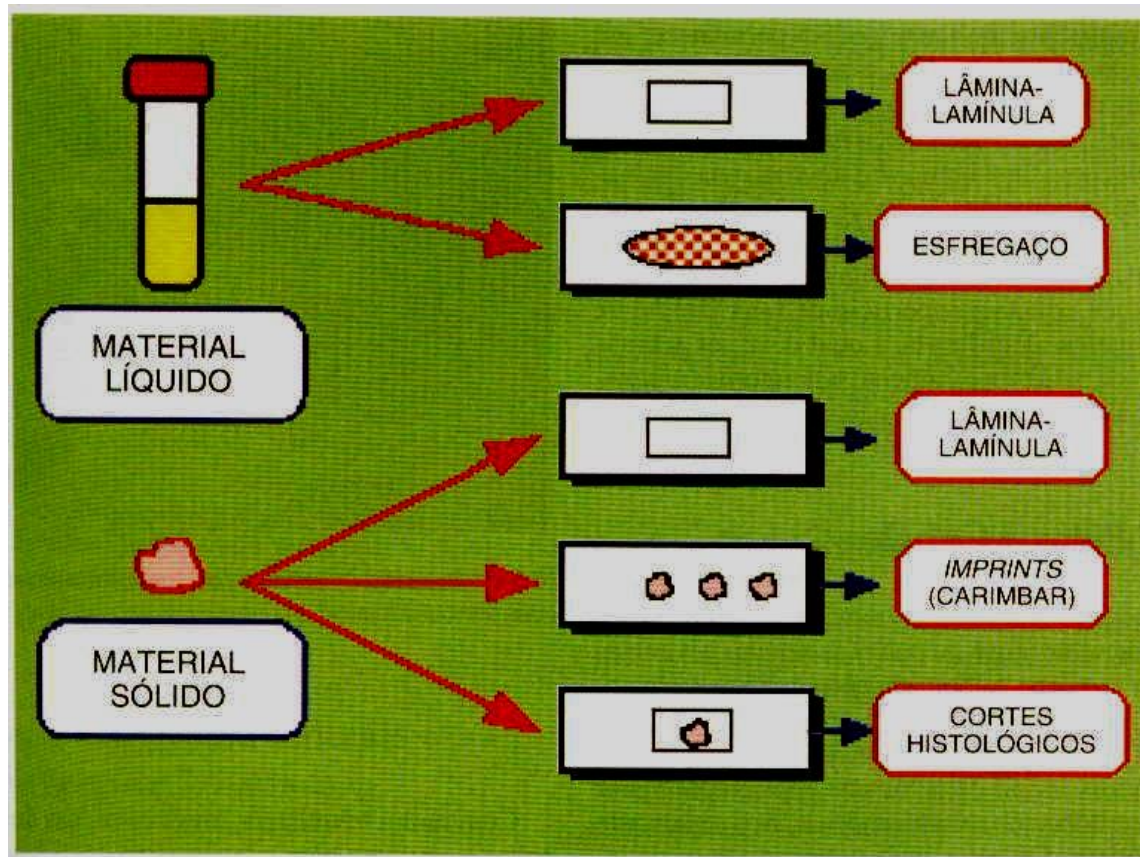 LÂMINA-
LAMÍNULA
ESFREGAÇO
MATERIAL
LÍQUIDO
LÂMINA-
LAMÍNULA
IMPRINTS
(CARIMBAR)
MATERIAL
SÓLIDO
CORTES
HISTOLÓGICOS